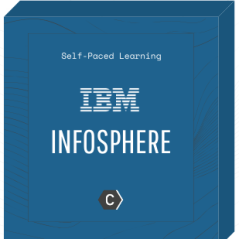 Self-Paced Learning
IBM
INFOSPHERE
C